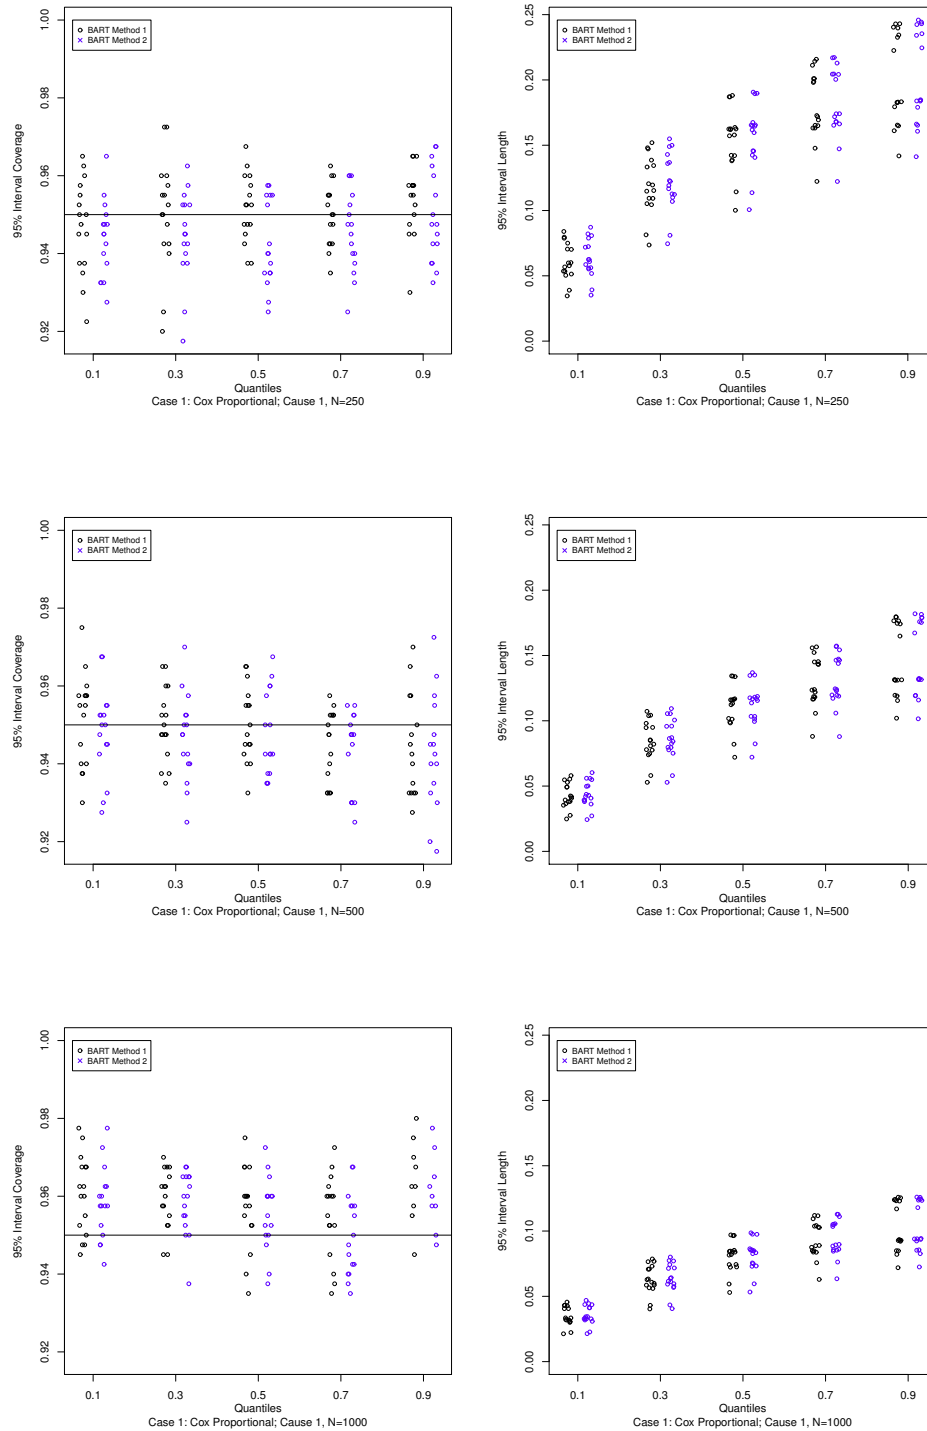 1.00
0.98
0.96
0.94
0.92
95% Interval Coverage
BART Method 1
BART Method 2
0.1 0.3 0.5 0.7 0.9
Quantiles
Case 1: Cox Proportional; Cause 1, N=250
0.25
0.20
0.15
0.10
0.05
0.00
95% Interval Length
BART Method 1
BART Method 2
0.1 0.3 0.5 0.7 0.9
Quantiles
Case 1: Cox Proportional; Cause 1, N=250
1.00
0.98
0.96
0.94
0.92
95% Interval Coverage
BART Method 1
BART Method 2
0.1 0.3 0.5 0.7 0.9
Quantiles
Case 1: Cox Proportional; Cause 1, N=500
0.25
0.20
0.15
0.10
0.05
0.00
95% Interval Length
BART Method 1
BART Method 2
0.1 0.3 0.5 0.7 0.9
Quantiles
Case 1: Cox Proportional; Cause 1, N=500
1.00
0.98
0.96
0.94
0.92
95% Interval Coverage
BART Method 1
BART Method 2
0.1 0.3 0.5 0.7 0.9
Quantiles
Case 1: Cox Proportional; Cause 1, N=1000
0.25
0.20
0.15
0.10
0.05
0.00
95% Interval Length
BART Method 1
BART Method 2
0.1 0.3 0.5 0.7 0.9
Quantiles
Case 1: Cox Proportional; Cause 1, N=1000